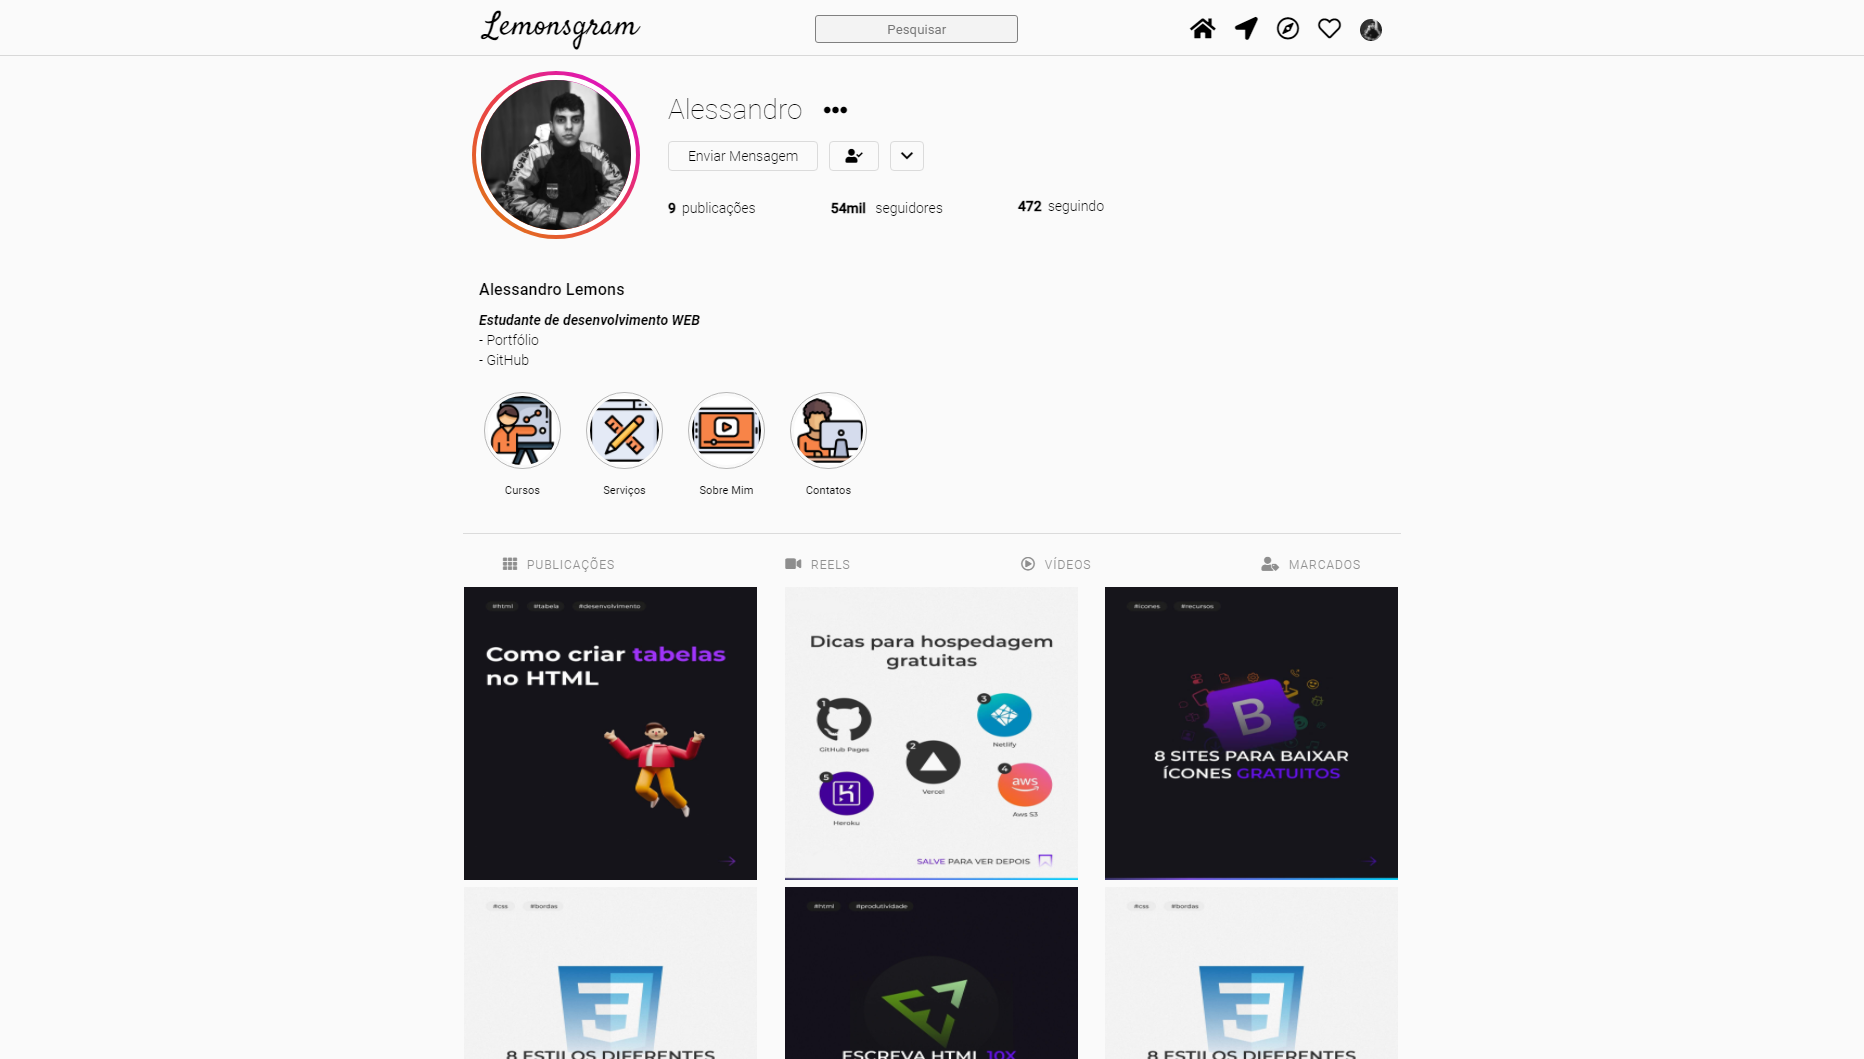 Lemonsgram
Pesquisar
Alessandro
Enviar Mensagem
9 publicações
54mil seguidores
472 seguindo
Alessandro Lemons
Estudante de desenvolvimento WEB
- Portfólio
- GitHub
Cursos
Serviços
Sobre Mim
Contatos
PUBLICAÇÕES
REELS
VÍDEOS
MARCADOS
#html #tabela #desenvolvimento
Como criar tabelas
no HTML
Dicas para hospedagem
gratuitas
1
GitHub Pages
2
Vercel
3
Netlify
4
aws
Aws S3
5
Heroku
SALVE PARA VER DEPOIS
#icones #recursos
B
8 SITES PARA BAIXAR
ÍCONES GRATUITOS
#css #bordas
3
8 ESTILOS DIFERENTES
#html #produtividade
ESCREVA HTML 10X
#css #bordas
3
8 ESTILOS DIFERENTES